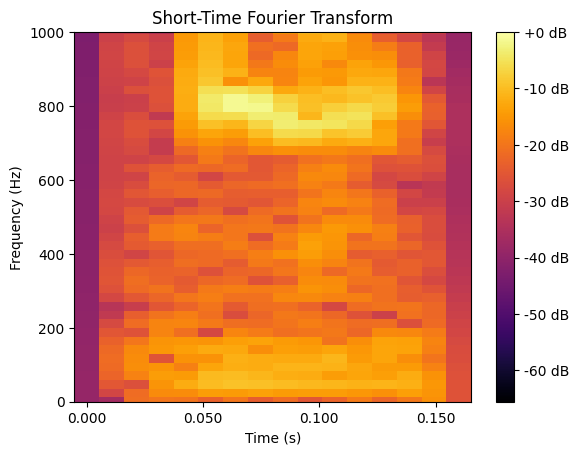 Short-Time Fourier Transform
1000
800
600
400
200
0
Frequency (Hz)
0.000
0.050
0.100
0.150
Time (s)
+0 dB
-10 dB
-20 dB
-30 dB
-40 dB
-50 dB
-60 dB